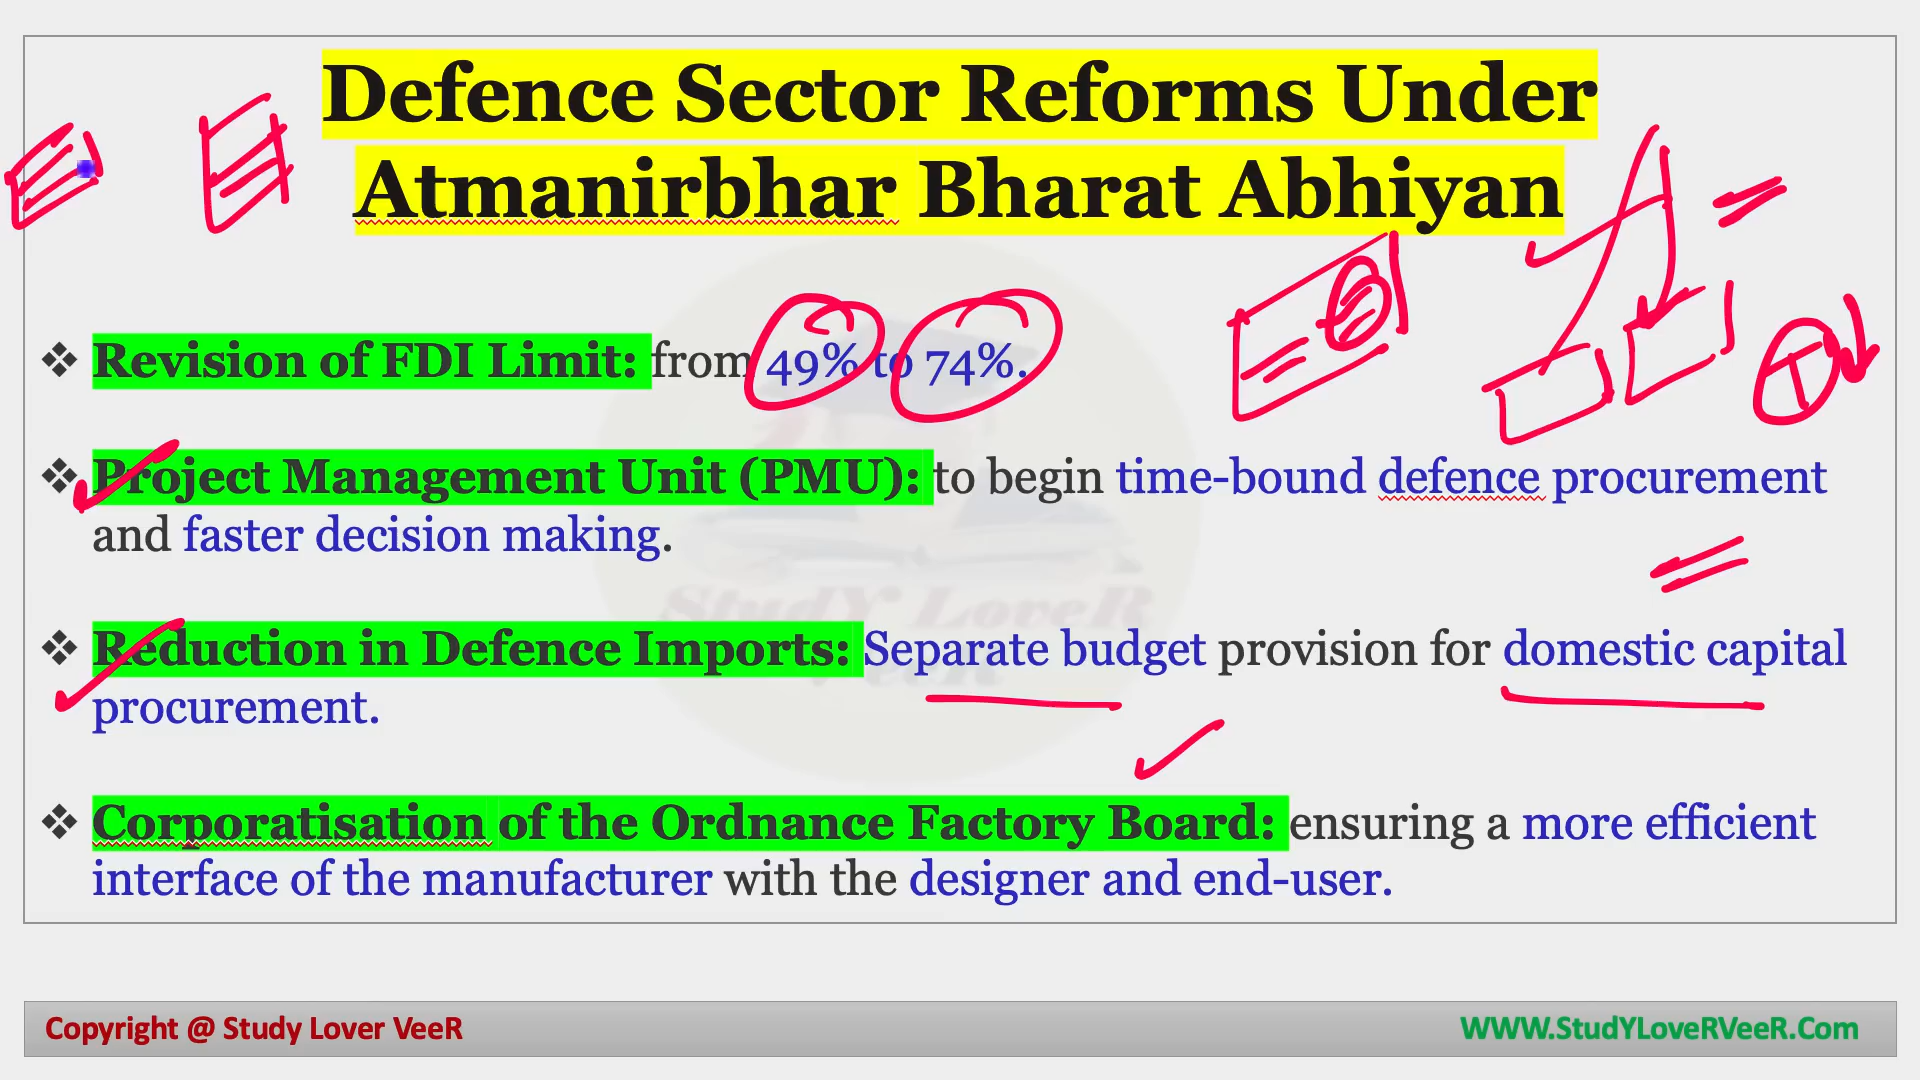 Defence Sector Reforms Under
Atmanirbhar Bharat Abhiyan
❖ Revision of FDI Limit: from 49% to 74%.
❖ Project Management Unit (PMU): to begin time-bound defence procurement
and faster decision making.
❖ Reduction in Defence Imports: Separate budget provision for domestic capital
procurement.
❖ Corporatisation of the Ordnance Factory Board: ensuring a more efficient
interface of the manufacturer with the designer and end-user.
StudY LoveR
VeeR
Copyright @ Study Lover VeeR
WWW.StudYLoveRVeeR.Com